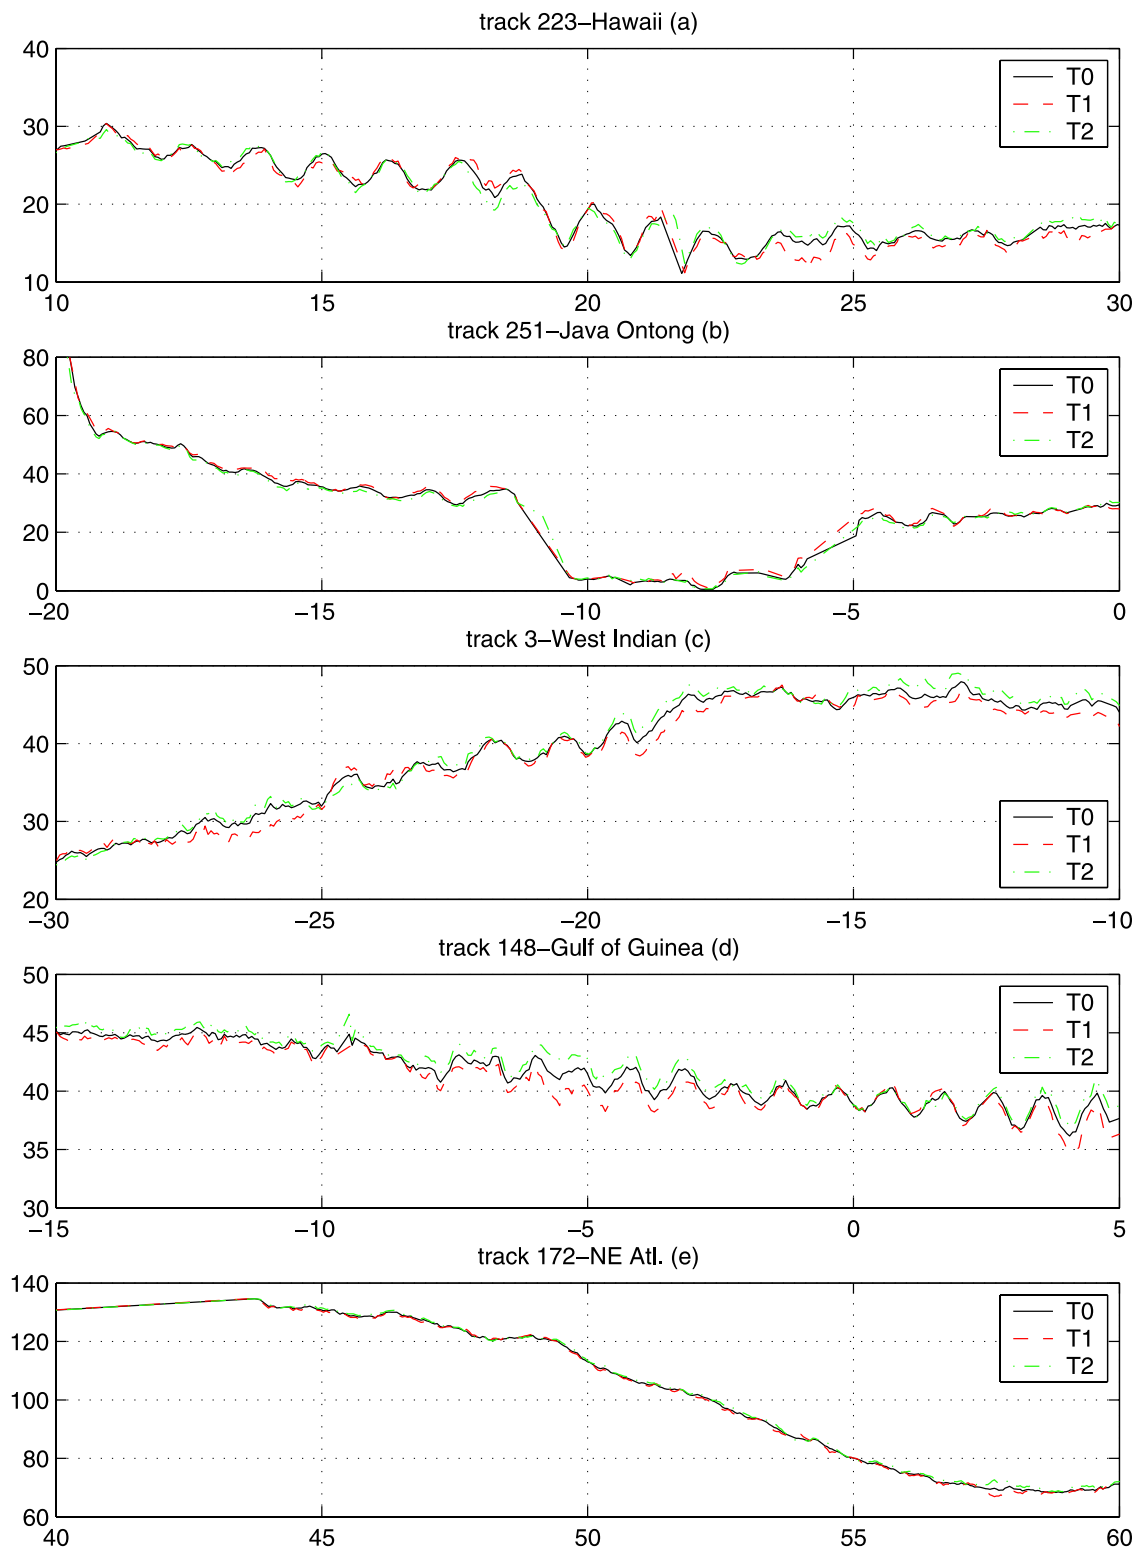 track 223–Hawaii (a)
40
30
20
10
T0
T1
T2
10 15 20 25 30
track 251–Java Ontong (b)
80
60
40
20
0
T0
T1
T2
−20 −15 −10 −5 0
track 3–West Indian (c)
50
40
30
20
T0
T1
T2
−30 −25 −20 −15 −10
track 148–Gulf of Guinea (d)
50
45
40
35
30
T0
T1
T2
−15 −10 −5 0 5
track 172–NE Atl. (e)
140
120
100
80
60
T0
T1
T2
40 45 50 55 60